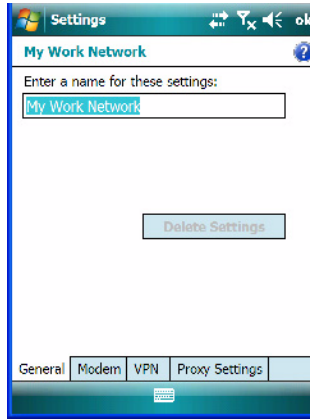 Settings
ok
My Work Network
?
Enter a name for these settings:
My Work Network
Delete Settings
General Modem VPN Proxy Settings